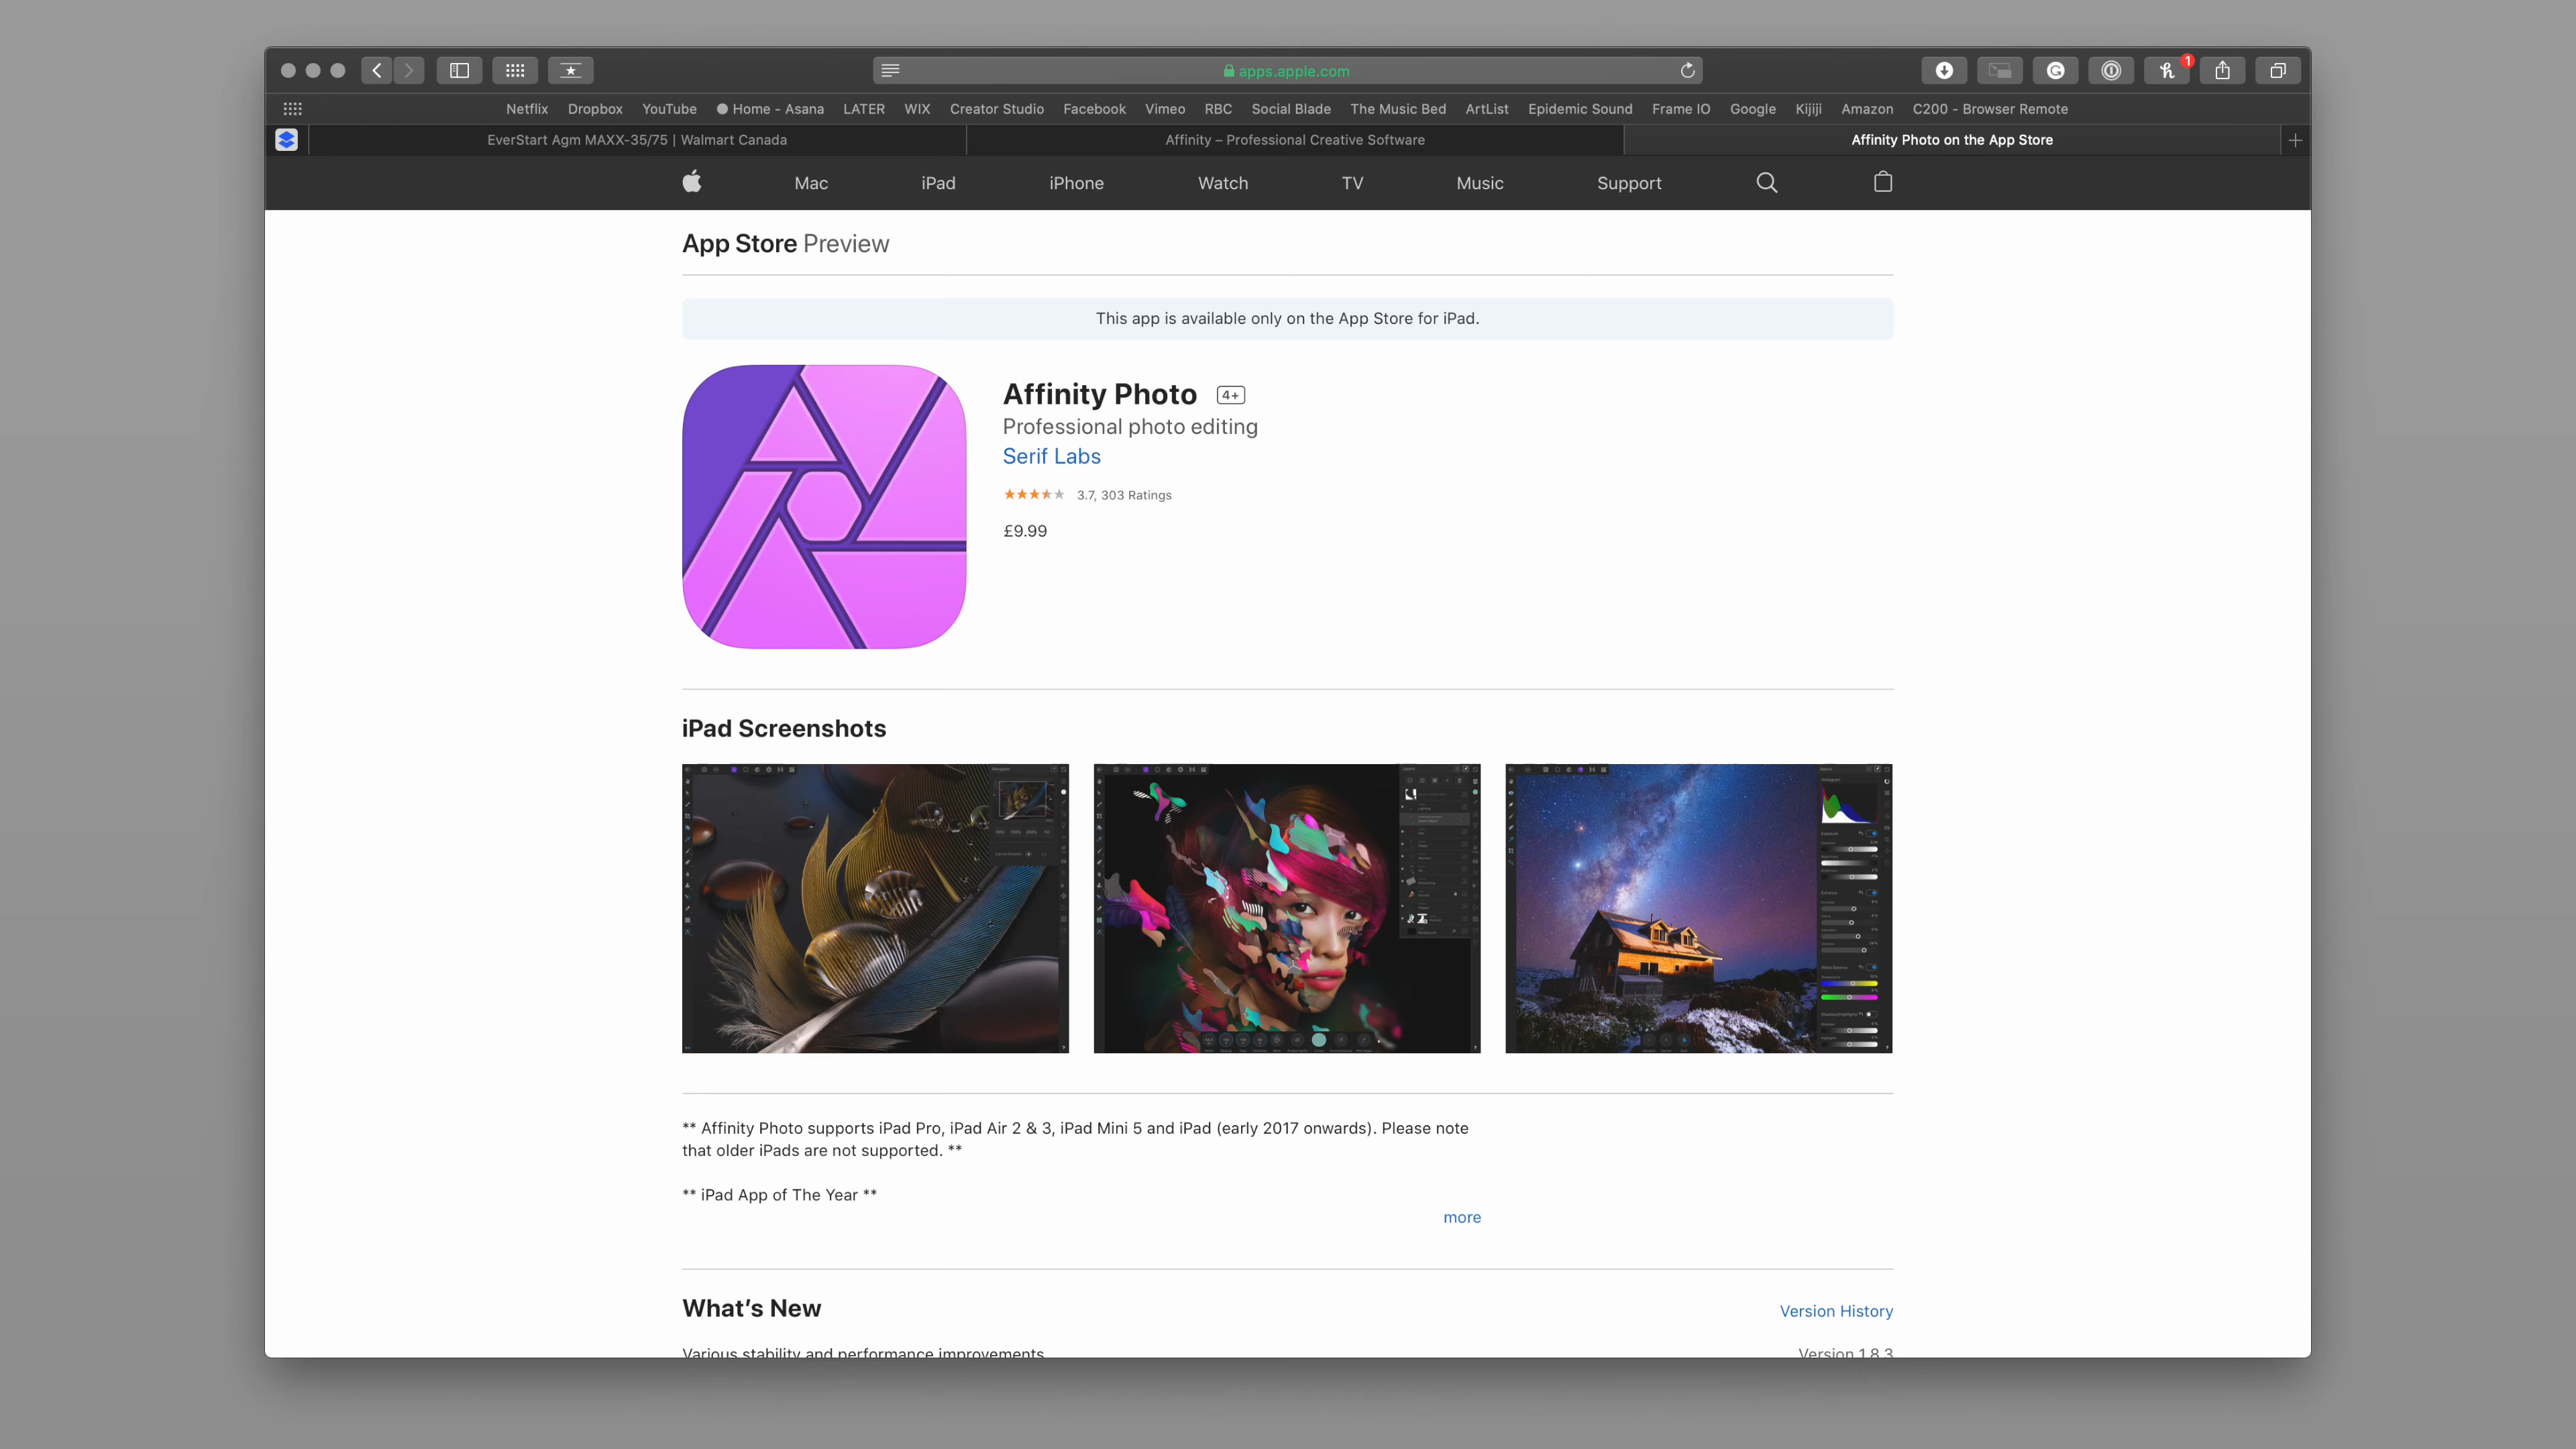 apps.apple.com
1
Netflix Dropbox YouTube Home - Asana LATER WIX Creator Studio Facebook Vimeo RBC Social Blade The Music Bed ArtList Epidemic Sound Frame IO Google Kijiji Amazon C200 - Browser Remote
EverStart Agm MAXX-35/75 | Walmart Canada
Affinity – Professional Creative Software
Affinity Photo on the App Store
Mac iPad iPhone Watch TV Music Support
App Store Preview
This app is available only on the App Store for iPad.
Affinity Photo 4+
Professional photo editing
Serif Labs
3.7, 303 Ratings
£9.99
iPad Screenshots
** Affinity Photo supports iPad Pro, iPad Air 2 & 3, iPad Mini 5 and iPad (early 2017 onwards). Please note
that older iPads are not supported. **
** iPad App of The Year **
more
What's New
Version History
Various stability and performance improvements
Version 1.8.3